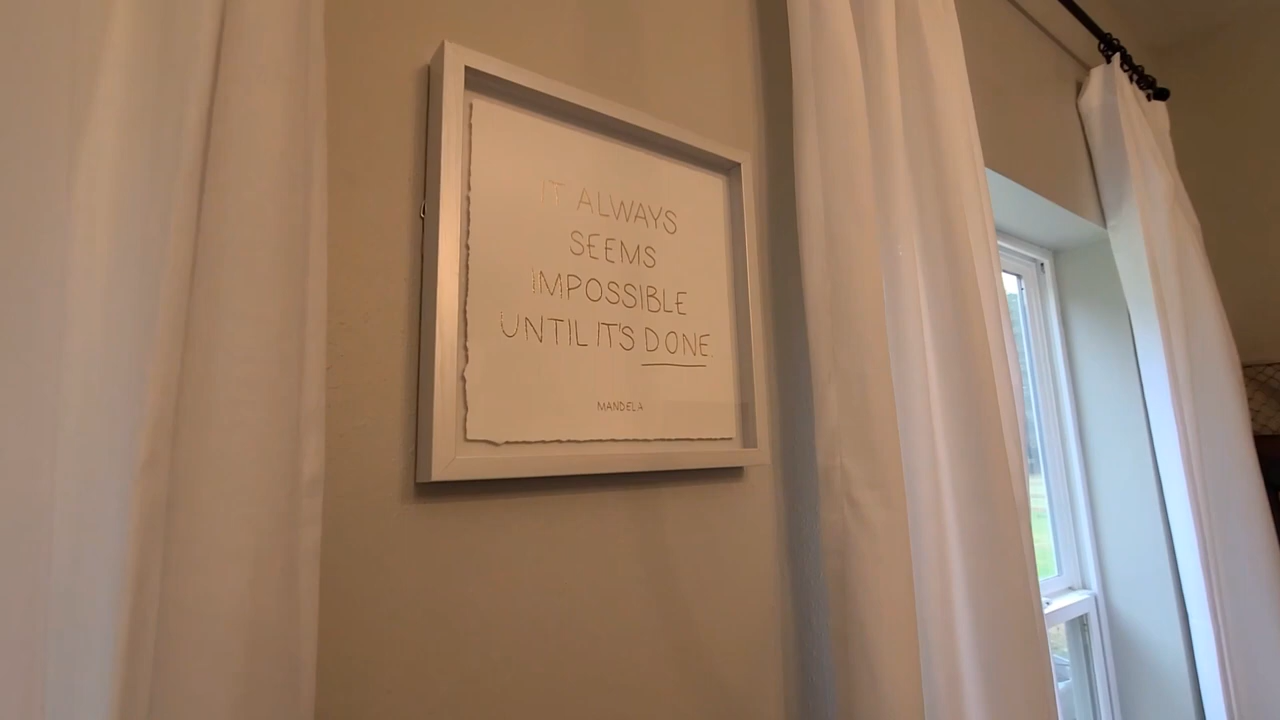 IT ALWAYS
SEEMS
IMPOSSIBLE
UNTIL IT'S DONE.
MANDELA